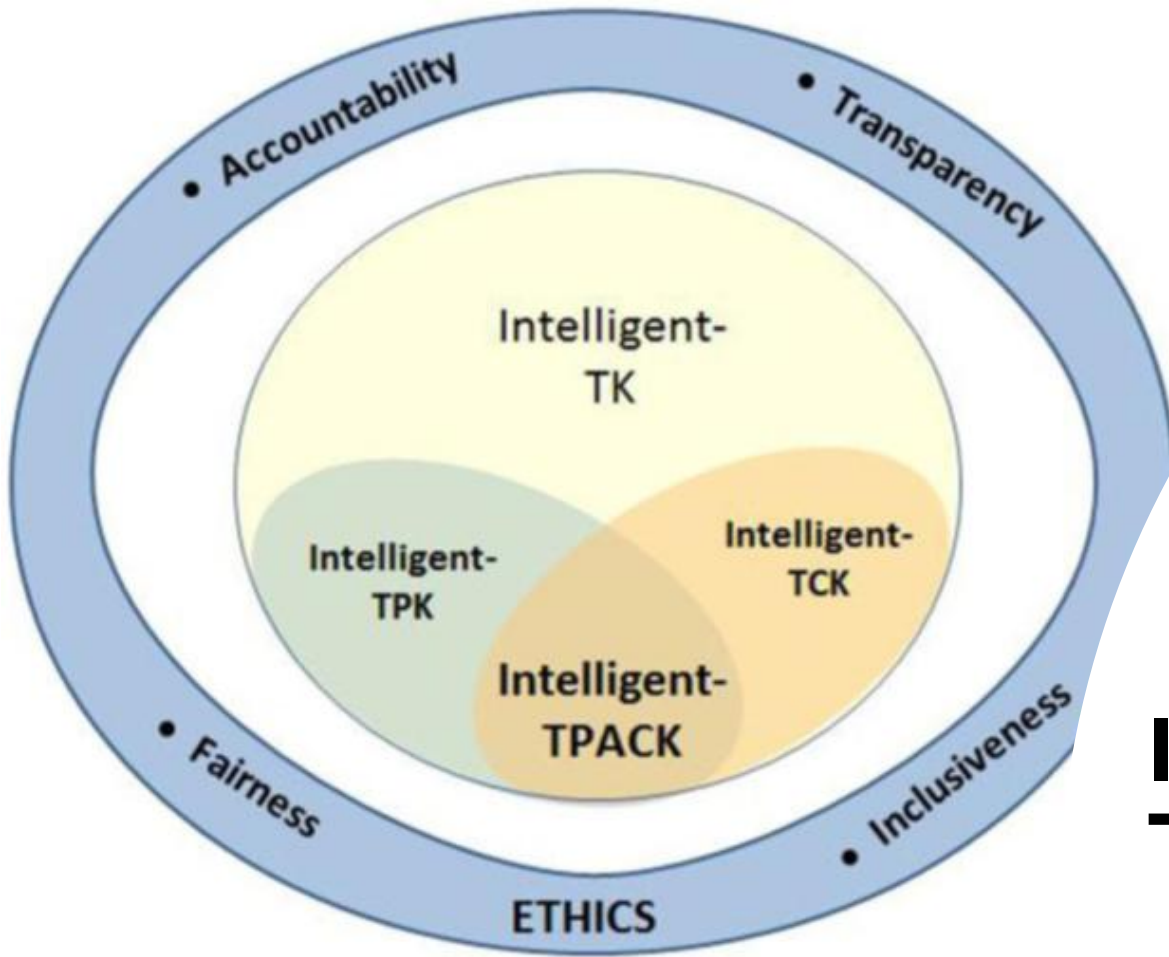 • Accountability
• Transparency
Intelligent-
TK
Intelligent-
TPK
Intelligent-
TCK
Intelligent-
TPACK
• Fairness
• Inclusiveness
ETHICS